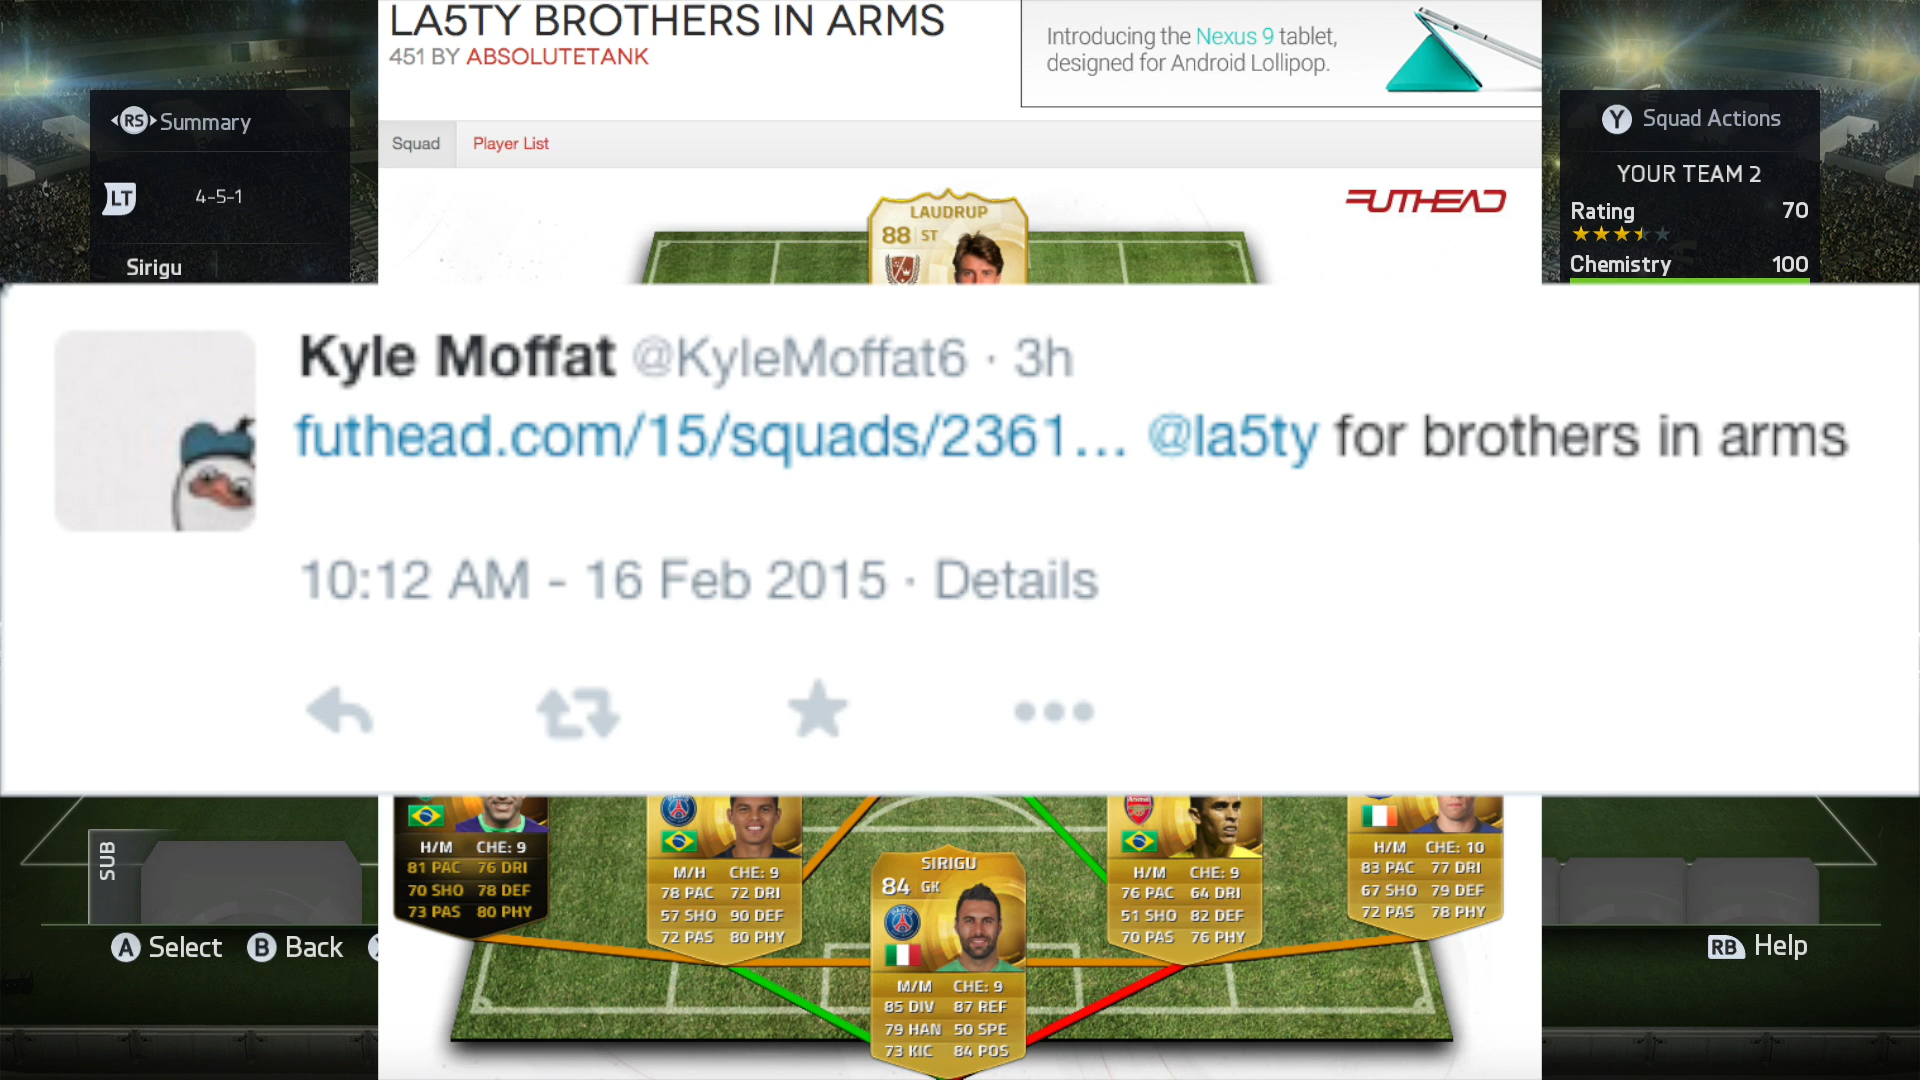 LA5TY BROTHERS IN ARMS
451 BY ABSOLUTETANK
Introducing the Nexus 9 tablet,
designed for Android Lollipop.
RS Summary
LT 4-5-1
Sirigu
Squad Player List
FUTHEAD
Y Squad Actions
YOUR TEAM 2
Rating 70
Chemistry 100
LAUDRUP
88 ST
Kyle Moffat @KyleMoffat6 · 3h
futhead.com/15/squads/2361... @la5ty for brothers in arms
10:12 AM - 16 Feb 2015 · Details
H/M CHE: 9
81 PAC 76 DRI
70 SHO 78 DEF
73 PAS 80 PHY
M/H CHE: 9
78 PAC 72 DRI
57 SHO 90 DEF
72 PAS 80 PHY
SIRIGU
84 GK
PARIS
M/M CHE: 9
85 DIV 87 REF
79 HAN 50 SPE
73 KIC 84 POS
Arsenal
H/M CHE: 9
76 PAC 64 DRI
51 SHO 82 DEF
70 PAS 76 PHY
H/M CHE: 10
83 PAC 77 DRI
67 SHO 79 DEF
72 PAS 78 PHY
SUB
A Select B Back
RB Help